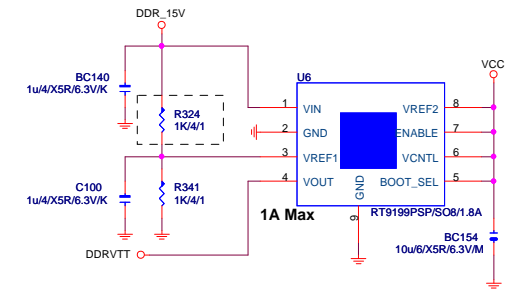 DDR_15V
VCC
BC140
1u/4/X5R/6.3V/K
U6
R324
1K/4/1
1
VIN
VREF2
8
2
GND
ENABLE
7
3
VREF1
VCNTL
6
4
VOUT
BOOT_SEL
5
GND
9
C100
1u/4/X5R/6.3V/K
R341
1K/4/1
1A Max
RT9199PSP/SO8/1.8A
DDRVTT
BC154
10u/6/X5R/6.3V/M